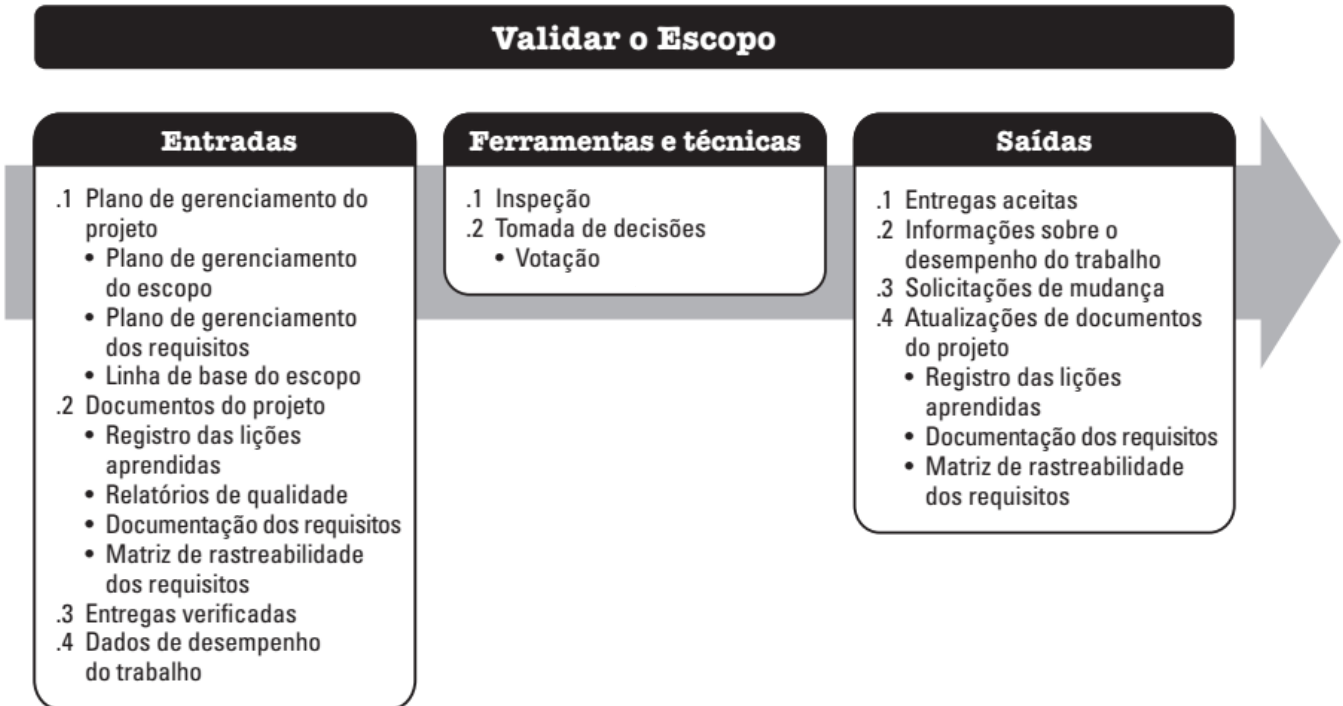 Validar o Escopo
Entradas
.1 Plano de gerenciamento do
projeto
• Plano de gerenciamento
do escopo
• Plano de gerenciamento
dos requisitos
• Linha de base do escopo
.2 Documentos do projeto
• Registro das lições
aprendidas
• Relatórios de qualidade
• Documentação dos requisitos
• Matriz de rastreabilidade
dos requisitos
.3 Entregas verificadas
.4 Dados de desempenho
do trabalho
Ferramentas e técnicas
.1 Inspeção
.2 Tomada de decisões
• Votação
Saídas
.1 Entregas aceitas
.2 Informações sobre o
desempenho do trabalho
.3 Solicitações de mudança
.4 Atualizações de documentos
do projeto
• Registro das lições
aprendidas
• Documentação dos requisitos
• Matriz de rastreabilidade
dos requisitos